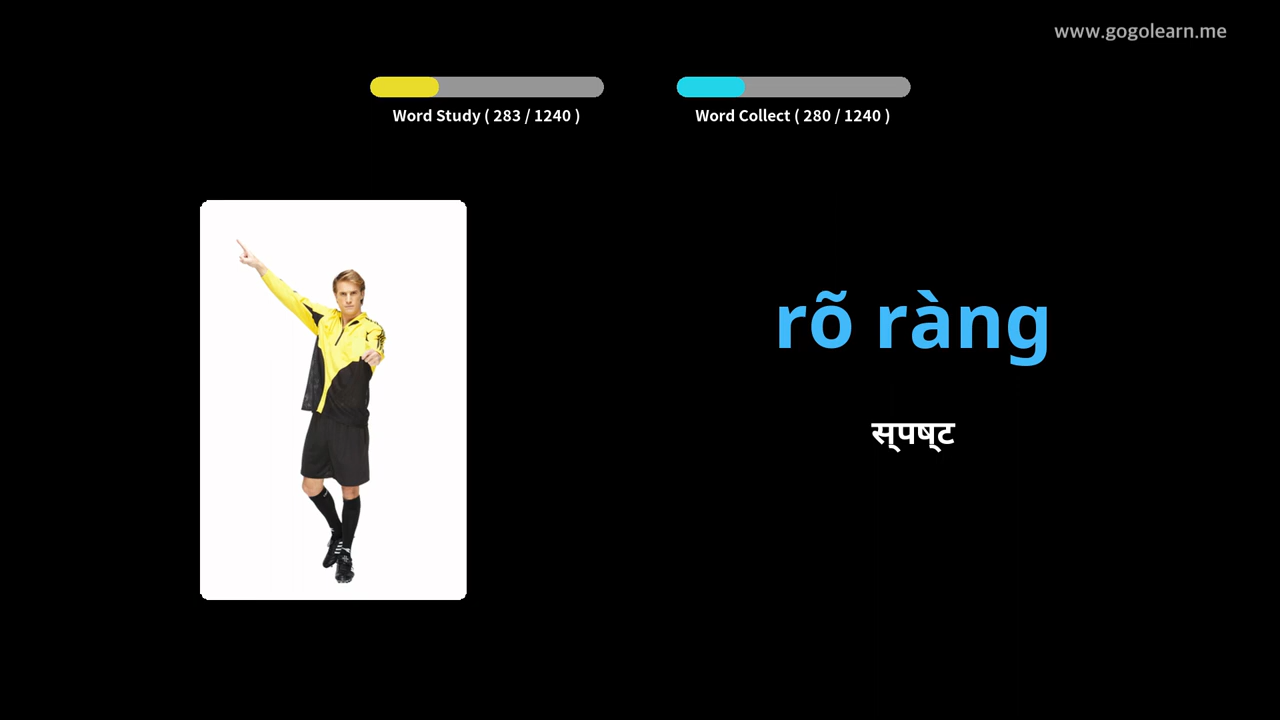 www.gogolearn.me
Word Study ( 283 / 1240 )
Word Collect ( 280 / 1240 )
rõ ràng
स्पष्ट